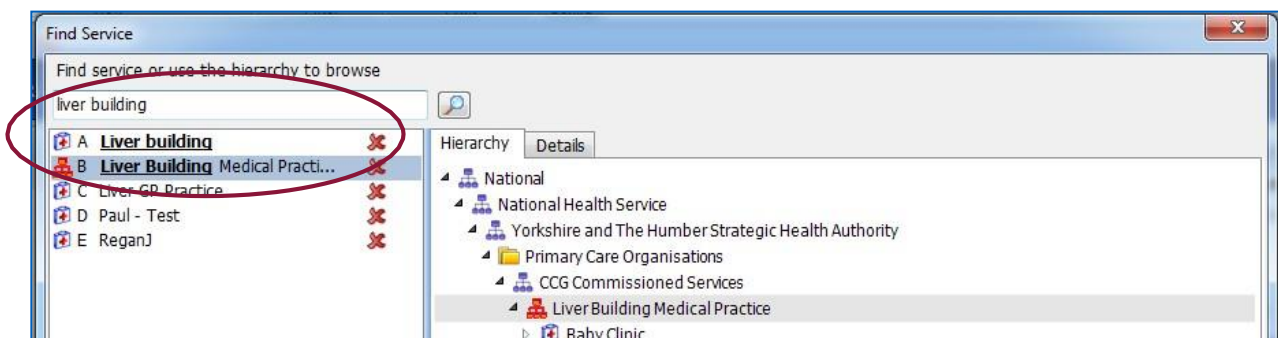 Find Service
Find service or use the hierarchy to browse
liver building
A Liver building
B Liver Building Medical Practi...
C Liver GP Practice
D Paul - Test
E ReganJ
Hierarchy Details
National
National Health Service
Yorkshire and The Humber Strategic Health Authority
Primary Care Organisations
CCG Commissioned Services
Liver Building Medical Practice
Baby Clinic